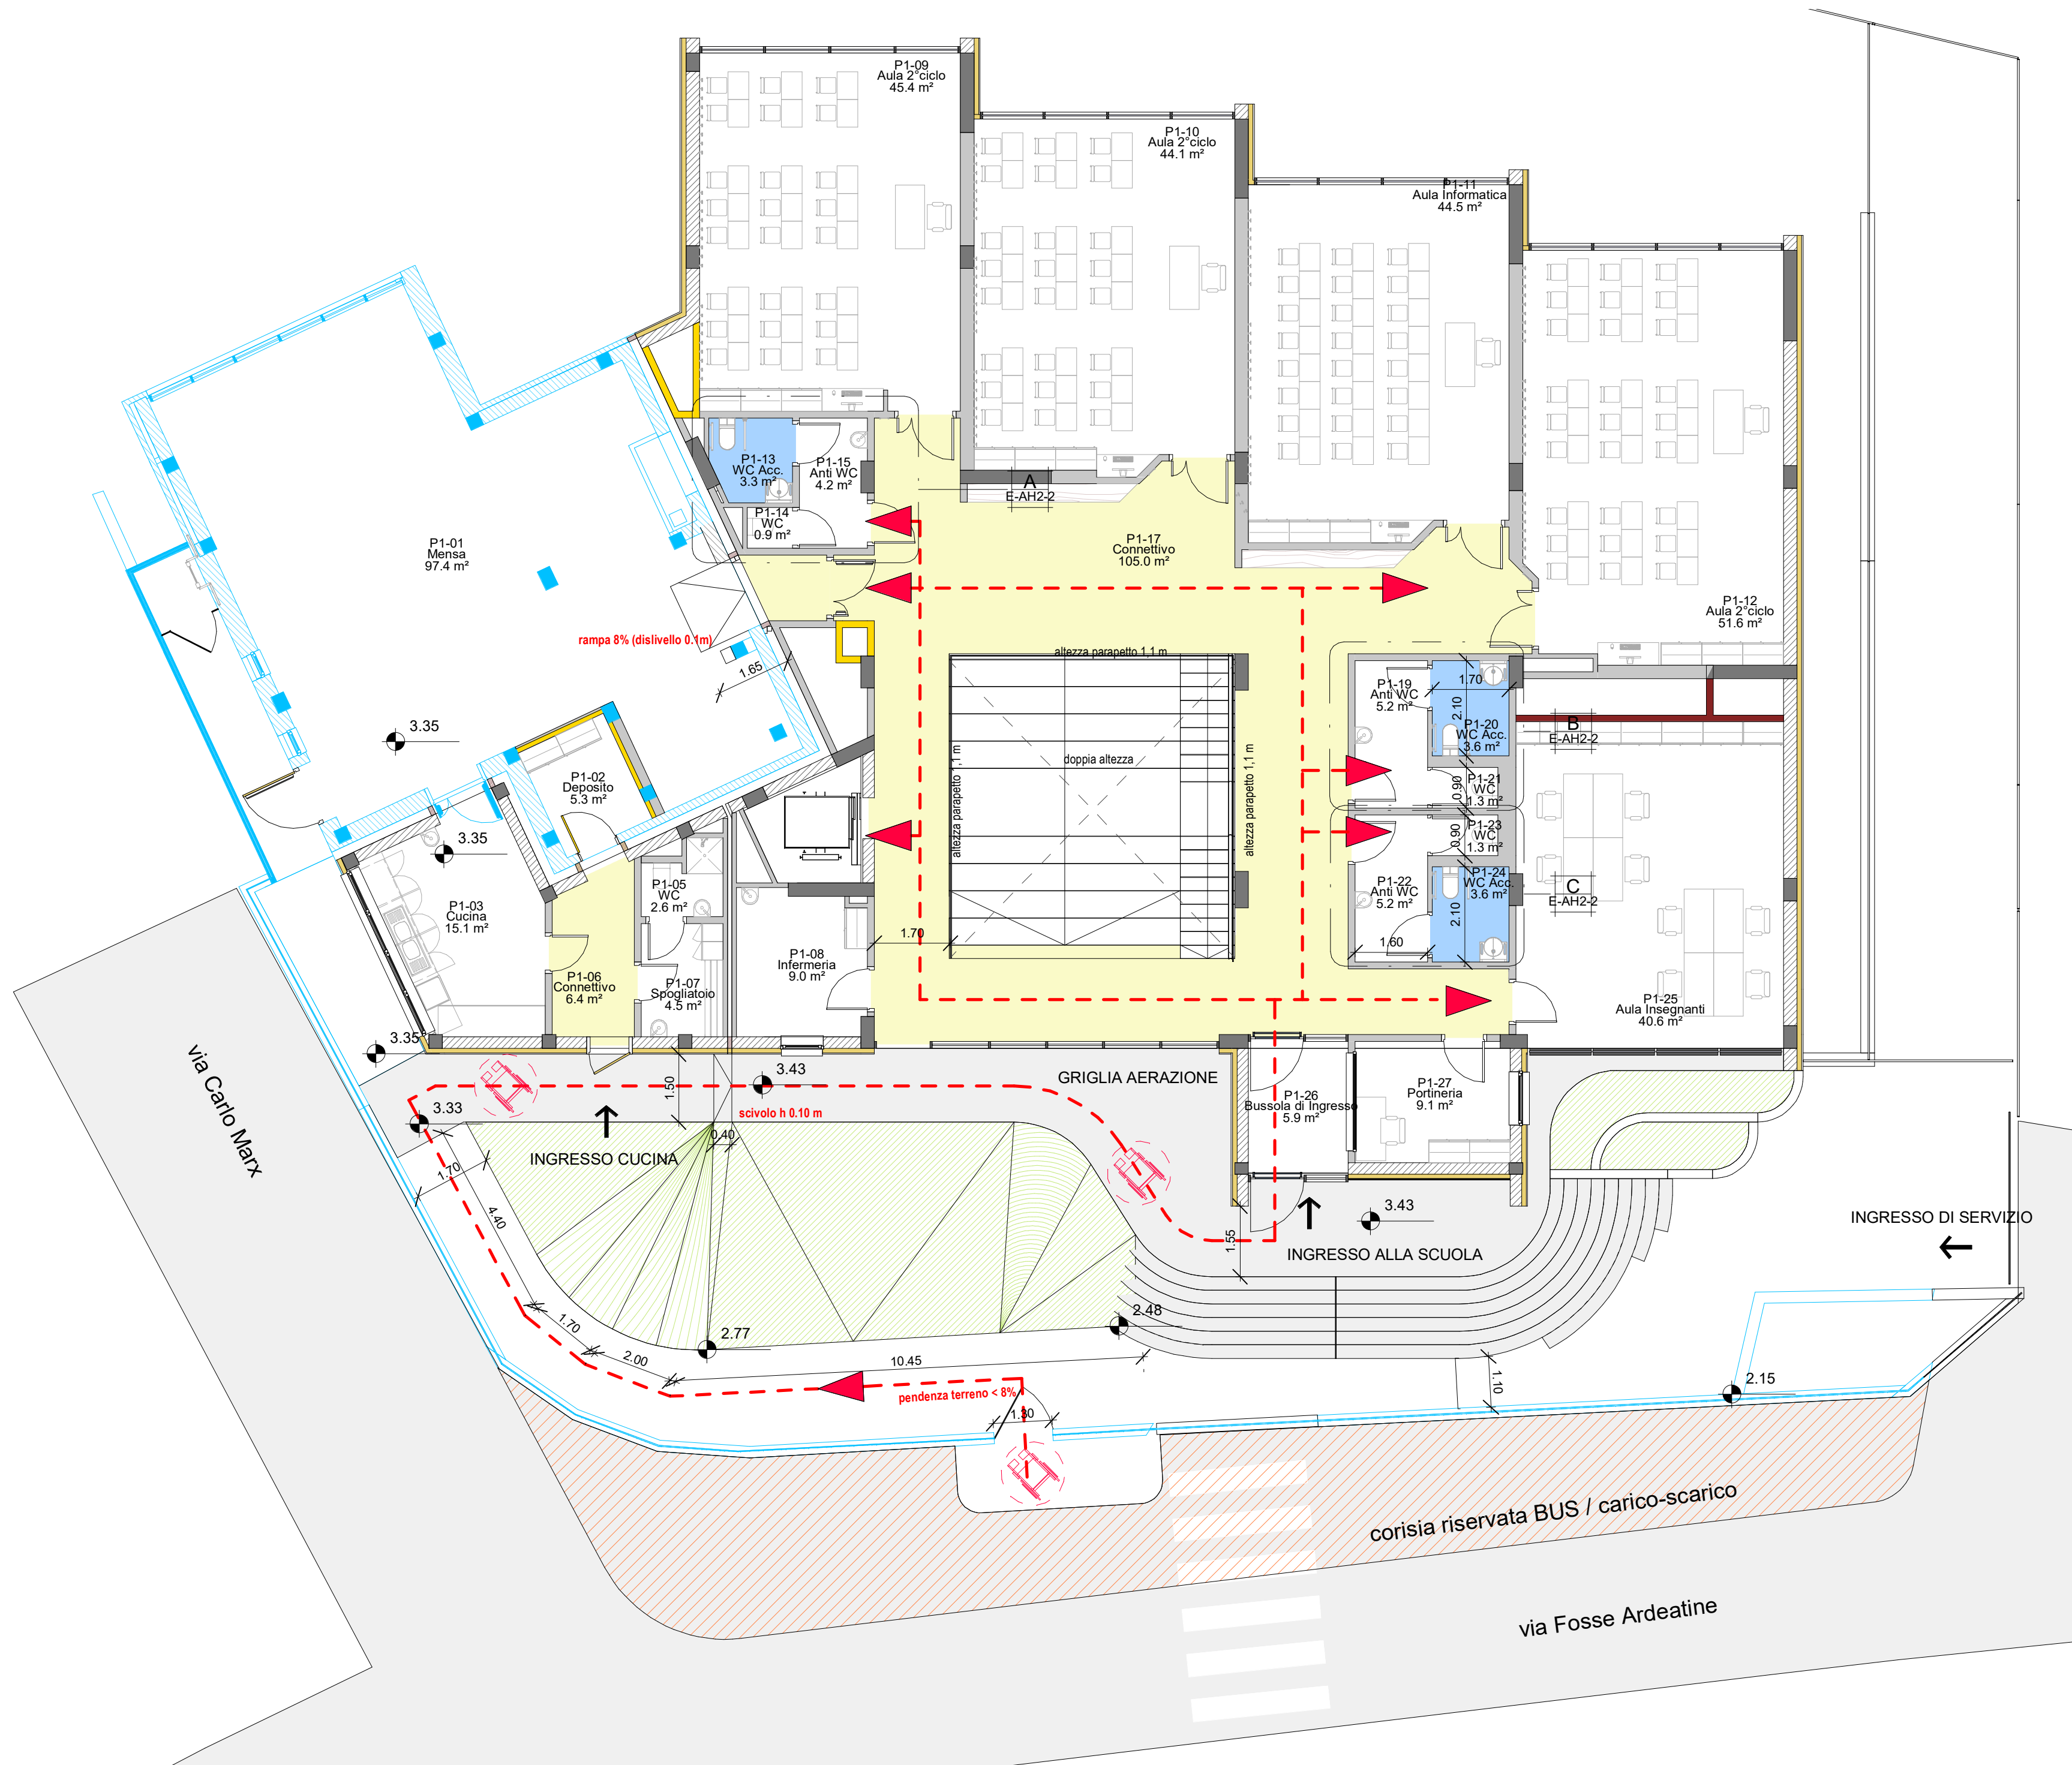 P1-09
Aula 2°ciclo
45.4 m²
P1-10
Aula 2°ciclo
44.1 m²
P1-11
Aula Informatica
44.5 m²
P1-12
Aula 2°ciclo
51.6 m²
P1-13
WC Acc.
3.3 m²
P1-15
Anti WC
4.2 m²
P1-14
WC
0.9 m²
A
E-AH2-2
P1-17
Connettivo
105.0 m²
P1-01
Mensa
97.4 m²
rampa 8% (dislivello 0.1m)
1.65
altezza parapetto 1,1 m
altezza parapetto 1,1 m
doppia altezza
altezza parapetto 1,1 m
P1-19
Anti WC
5.2 m²
1.70
2.10
P1-20
WC Acc.
3.6 m²
B
E-AH2-2
0.90
P1-21
WC
1.3 m²
0.90
P1-23
WC
1.3 m²
P1-22
Anti WC
5.2 m²
P1-24
WC Acc.
3.6 m²
2.10
1.60
C
E-AH2-2
3.35
P1-02
Deposito
5.3 m²
3.35
P1-03
Cucina
15.1 m²
P1-05
WC
2.6 m²
P1-06
Connettivo
6.4 m²
P1-07
Spogliatoio
4.5 m²
P1-08
Infermeria
9.0 m²
1.70
P1-25
Aula Insegnanti
40.6 m²
3.35
3.43
1.50
GRIGLIA AERAZIONE
P1-26
Bussola di Ingresso
5.9 m²
P1-27
Portineria
9.1 m²
3.33
scivolo h 0.10 m
0.40
INGRESSO CUCINA
1.70
4.40
via Carlo Marx
3.43
1.55
INGRESSO ALLA SCUOLA
INGRESSO DI SERVIZIO
2.48
2.77
1.70
2.00
10.45
pendenza terreno < 8%
1.30
1.10
2.15
corisia riservata BUS / carico-scarico
via Fosse Ardeatine